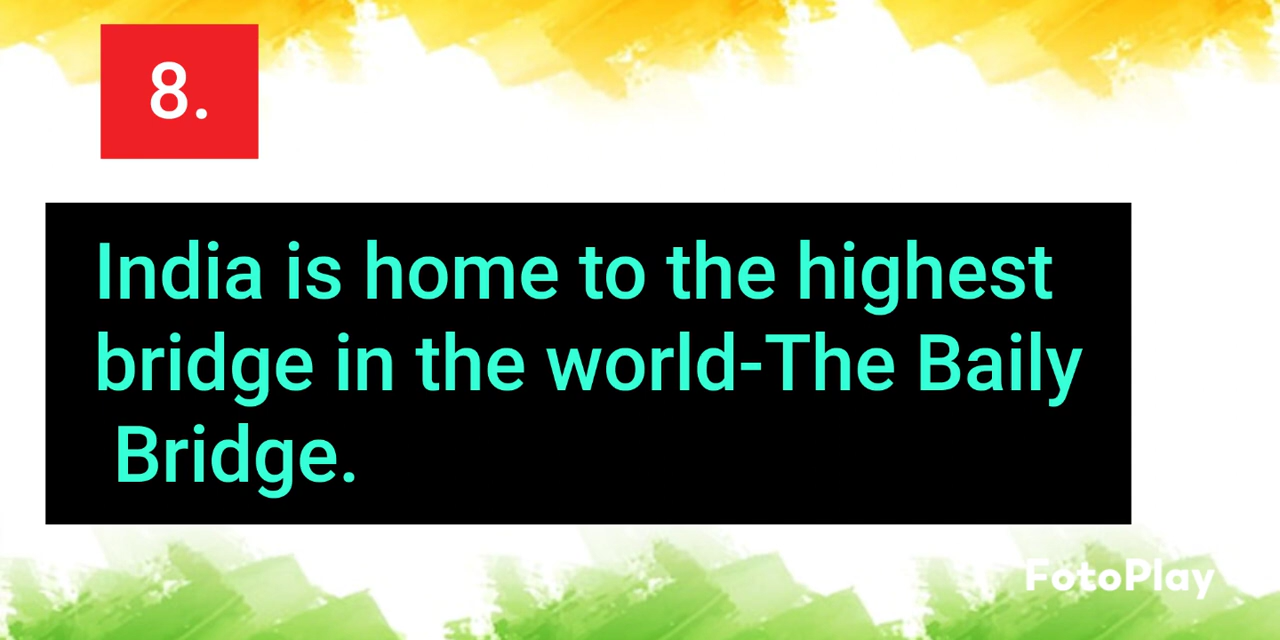 8.
India is home to the highest
bridge in the world-The Baily
Bridge.
FotoPlay